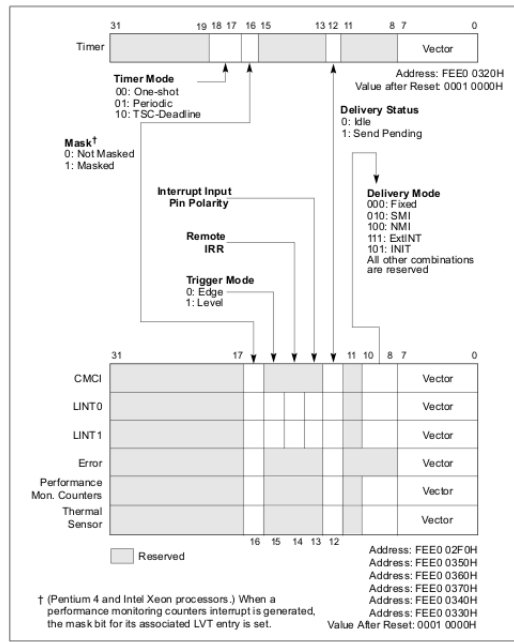 31 19 18 17 16 15 13 12 11 8 7 0
Timer Vector
Address: FEE0 0320H
Value after Reset: 0001 0000H
Timer Mode
00: One-shot
01: Periodic
10: TSC-Deadline
Delivery Status
0: Idle
1: Send Pending
Mask†
0: Not Masked
1: Masked
Interrupt Input
Pin Polarity
Delivery Mode
000: Fixed
010: SMI
100: NMI
111: ExtINT
101: INIT
All other combinations
are reserved
Remote
IRR
Trigger Mode
0: Edge
1: Level
31 17 11 10 8 7 0
CMCI Vector
LINT0 Vector
LINT1 Vector
Error Vector
Performance
Mon. Counters Vector
Thermal
Sensor Vector
16 15 14 13 12
Reserved
Address: FEE0 02F0H
Address: FEE0 0350H
Address: FEE0 0360H
Address: FEE0 0370H
Address: FEE0 0340H
Address: FEE0 0330H
Value After Reset: 0001 0000H
† (Pentium 4 and Intel Xeon processors.) When a
performance monitoring counters interrupt is generated,
the mask bit for its associated LVT entry is set.